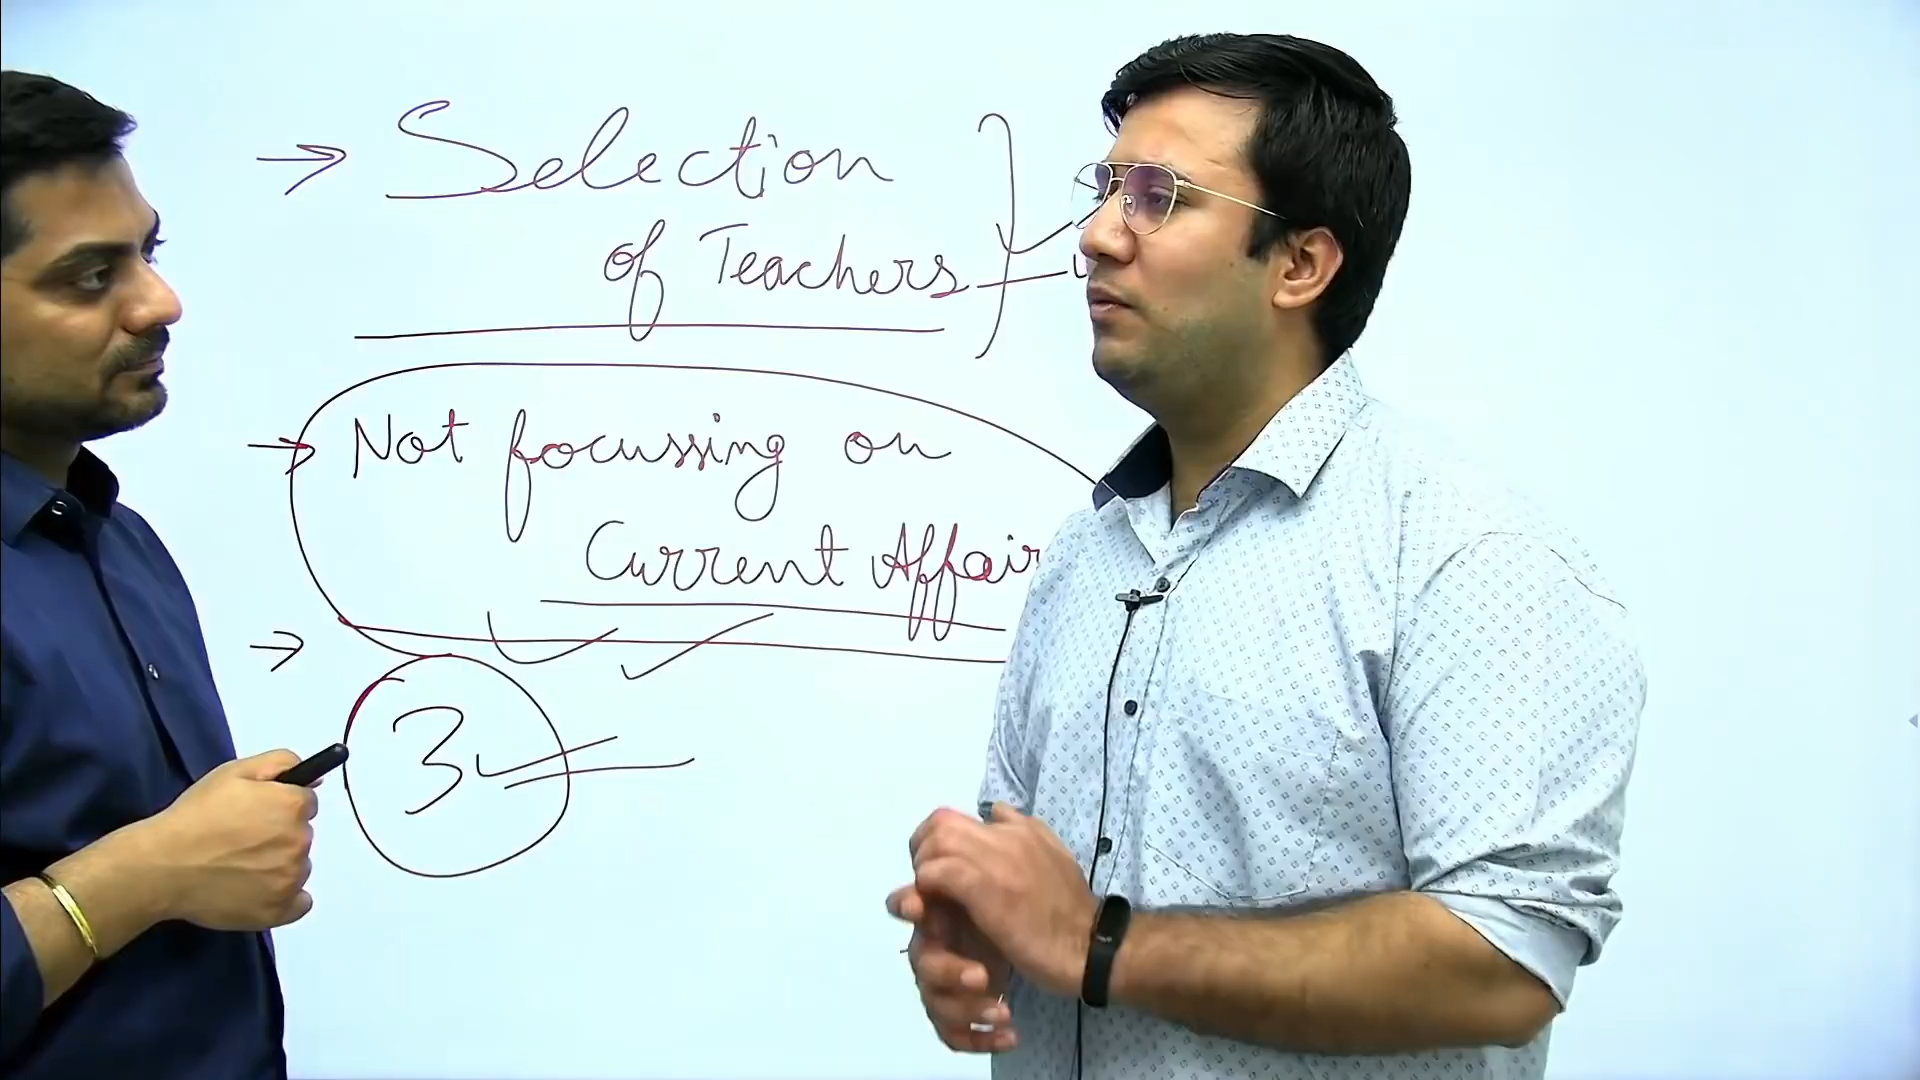 → Selection
of Teachers
→ Not focussing on
Current Affair
→
3